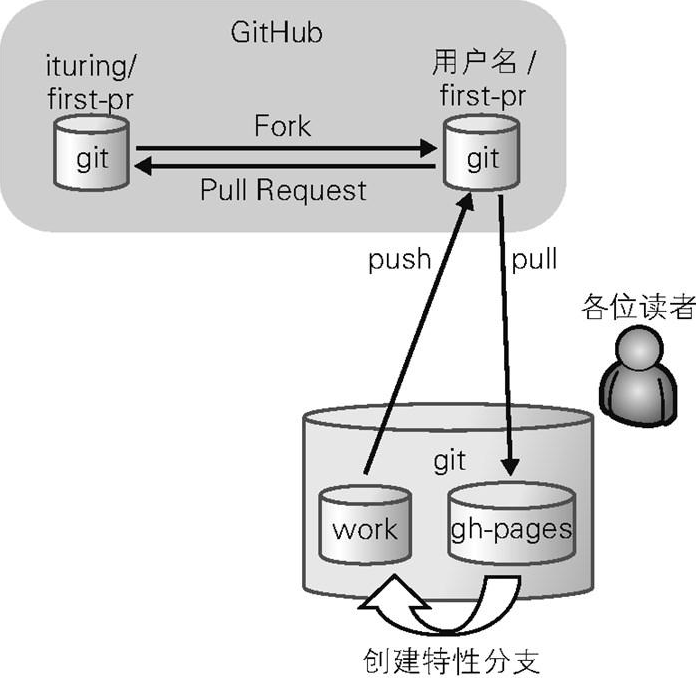 GitHub
ituring/
first-pr
git
用户名 /
first-pr
git
Fork
Pull Request
push
pull
各位读者
git
work
gh-pages
创建特性分支